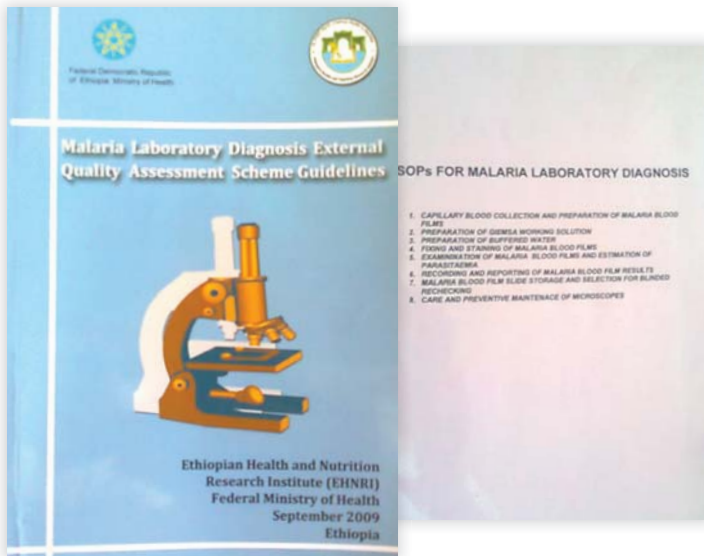 Federal Democratic Republic
of Ethiopia Ministry of Health
Malaria Laboratory Diagnosis External
Quality Assessment Scheme Guidelines
Ethiopian Health and Nutrition
Research Institute (EHNRI)
Federal Ministry of Health
September 2009
Ethiopia
SOPs FOR MALARIA LABORATORY DIAGNOSIS
1. CAPILLARY BLOOD COLLECTION AND PREPARATION OF MALARIA BLOOD
FILMS
2. PREPARATION OF GIEMSA WORKING SOLUTION
3. PREPARATION OF BUFFERED WATER
4. FIXING AND STAINING OF MALARIA BLOOD FILMS
5. EXAMININATION OF MALARIA BLOOD FILMS AND ESTIMATION OF
PARASITAEMIA
6. RECORDING AND REPORTING OF MALARIA BLOOD FILM RESULTS
7. MALARIA BLOOD FILM SLIDE STORAGE AND SELECTION FOR BLINDED
RECHECKING
8. CARE AND PREVENTIVE MAINTENACE OF MICROSCOPES